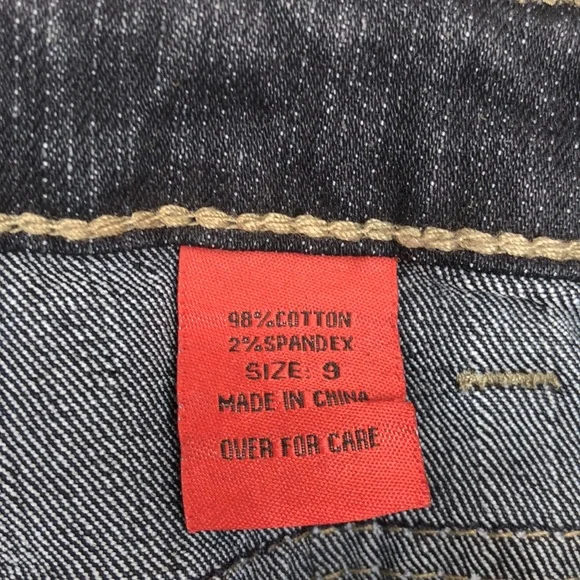 98%COTTON
2%SPANDEX
SIZE: 9
MADE IN CHINA
OVER FOR CARE